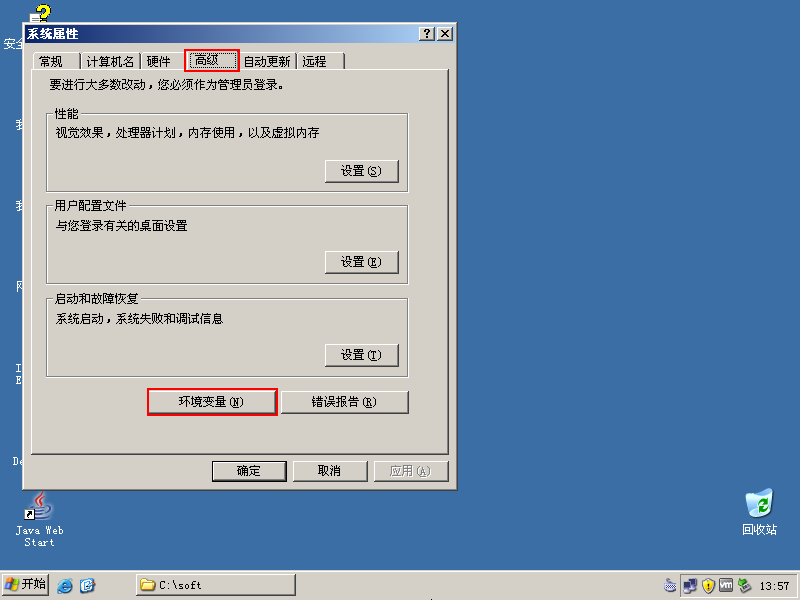 系统属性
常规 计算机名 硬件 高级 自动更新 远程
要进行大多数改动，您必须作为管理员登录。
性能
视觉效果，处理器计划，内存使用，以及虚拟内存
设置(S)
用户配置文件
与您登录有关的桌面设置
设置(E)
启动和故障恢复
系统启动，系统失败和调试信息
设置(T)
环境变量(N) 错误报告(R)
确定 取消 应用(A)
安全
Java Web
Start
回收站
开始 C:\soft 13:57